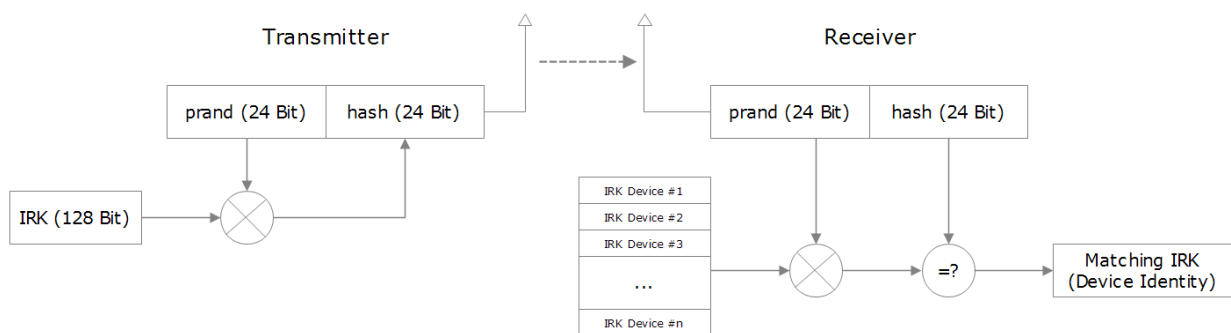 Transmitter
Receiver
prand (24 Bit)
hash (24 Bit)
prand (24 Bit)
hash (24 Bit)
IRK (128 Bit)
IRK Device #1
IRK Device #2
IRK Device #3
...
IRK Device #n
=?
Matching IRK
(Device Identity)